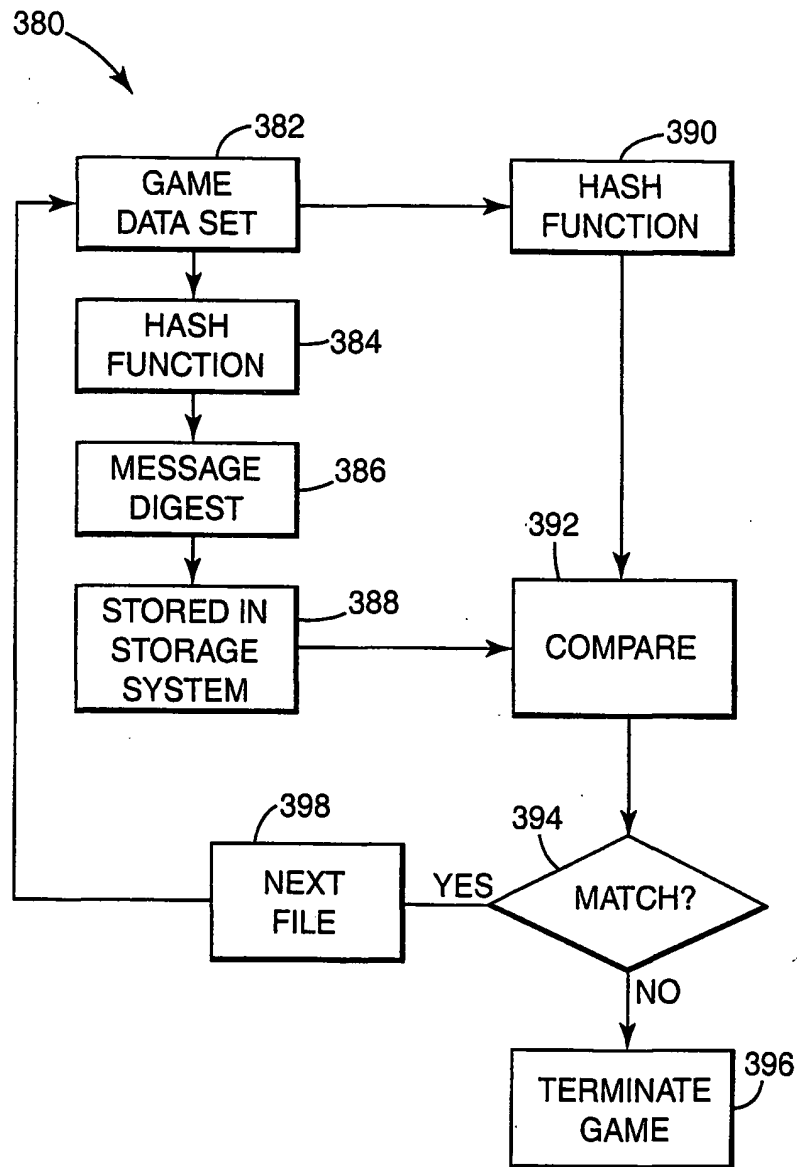 380
382
GAME
DATA SET
390
HASH
FUNCTION
HASH
FUNCTION
384
MESSAGE
DIGEST
386
STORED IN
STORAGE
SYSTEM
388
392
COMPARE
398
NEXT
FILE
YES
394
MATCH?
NO
TERMINATE
GAME
396